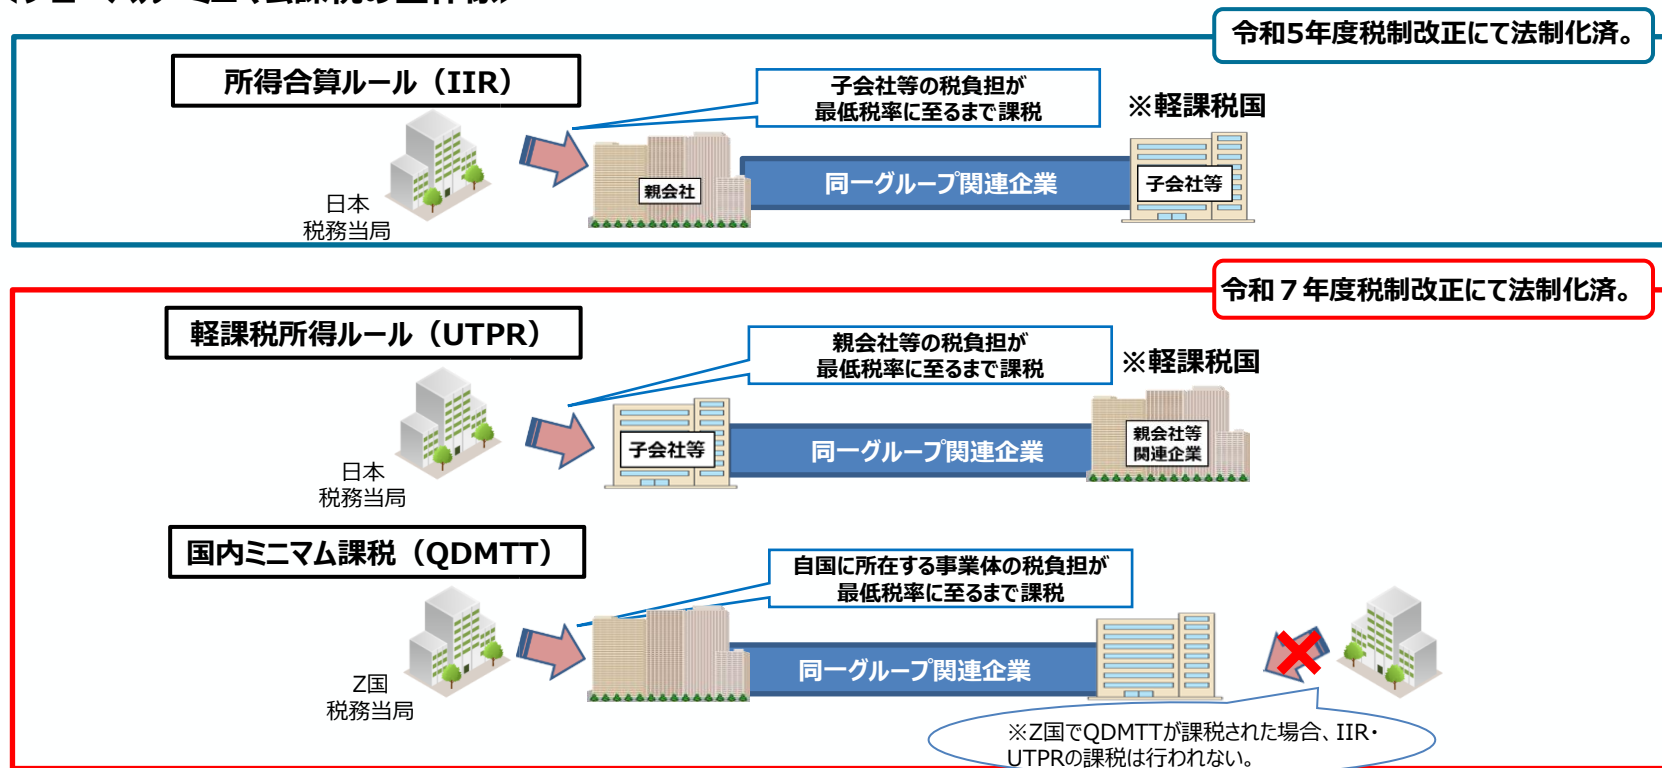 令和5年度税制改正にて法制化済。
所得合算ルール（IIR）
子会社等の税負担が
最低税率に至るまで課税
※軽課税国
親会社
同一グループ関連企業
子会社等
日本
税務当局
令和７年度税制改正にて法制化済。
軽課税所得ルール（UTPR）
親会社等の税負担が
最低税率に至るまで課税
※軽課税国
子会社等
同一グループ関連企業
親会社等
関連企業
日本
税務当局
国内ミニマム課税（QDMTT）
自国に所在する事業体の税負担が
最低税率に至るまで課税
同一グループ関連企業
Z国
税務当局
※Z国でQDMTTが課税された場合、IIR・
UTPRの課税は行われない。